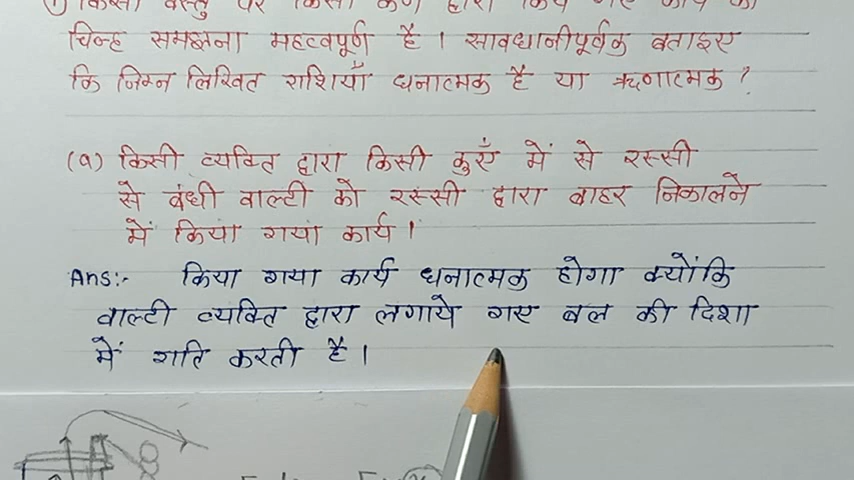 चिन्ह समझना महत्वपूर्ण है । सावधानीपूर्वक बताइए
कि निम्न लिखित राशियाँ धनात्मक है या ऋणात्मक ?
(a) किसी व्यक्ति द्वारा किसी कुएँ में से रस्सी
से बंधी बाल्टी को रस्सी द्वारा बाहर निकालने
में किया गया कार्य ।
Ans:- किया गया कार्य धनात्मक होगा क्योंकि
बाल्टी व्यक्ति द्वारा लगाये गए बल की दिशा
में गति करती है ।